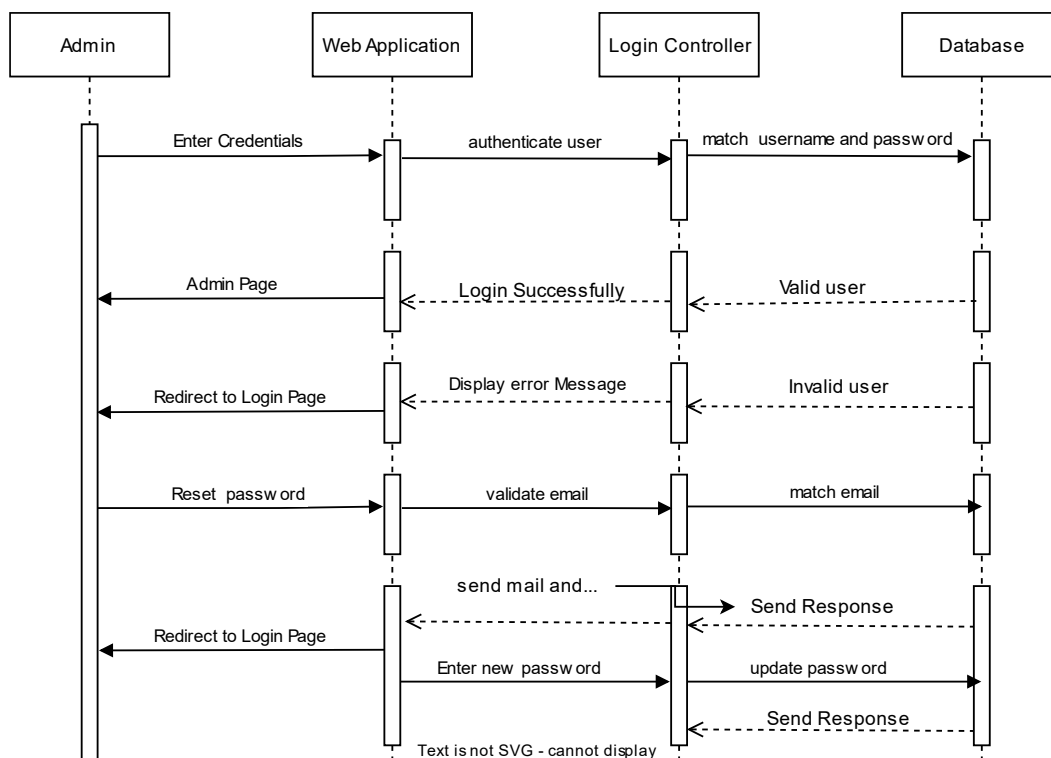 Admin
Web Application
Login Controller
Database
Enter Credentials
authenticate user
match username and password
Admin Page
Login Successfully
Valid user
Redirect to Login Page
Display error Message
Invalid user
Reset password
validate email
match email
send mail and...
Send Response
Redirect to Login Page
Enter new password
update password
Send Response
Text is not SVG - cannot display